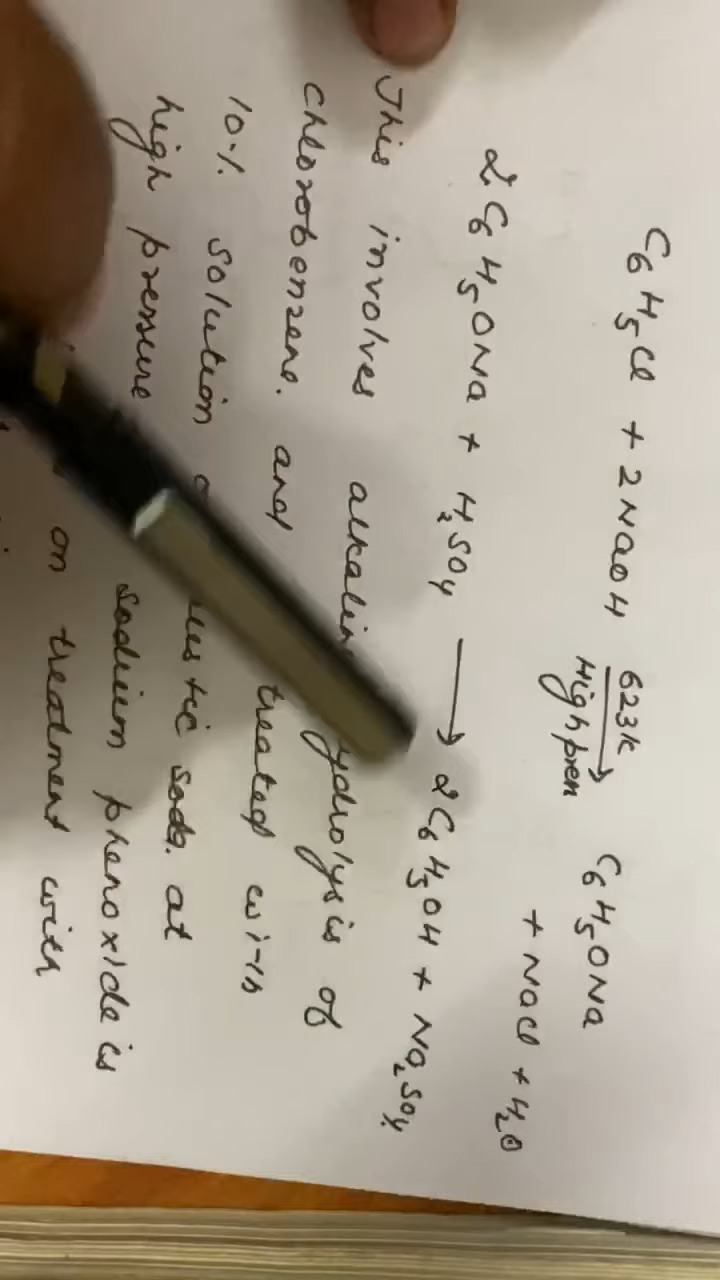 C6H5Cl + 2NaOH 623K High pres → C6H5ONa
+ NaCl + H2O
2C6H5ONa + H2SO4 → 2C6H5OH + Na2SO4
This involves alkaline hydrolysis of
Chlorobenzene. and treated with
10% solution soda. at
high pressure sodium phenoxide is
on treatment with